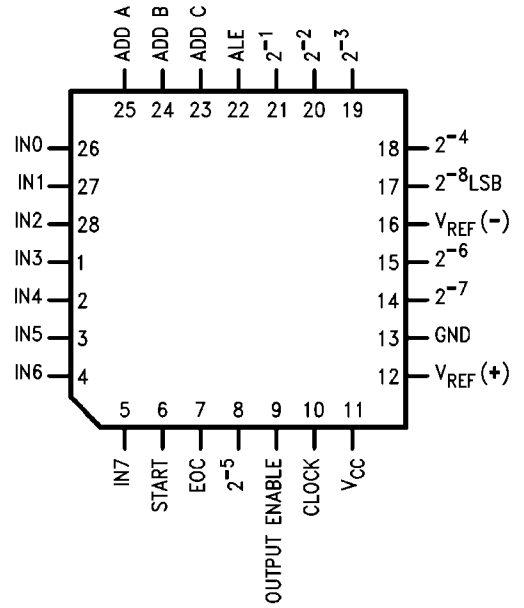 ADD A
ADD B
ADD C
ALE
2⁻¹
2⁻²
2⁻³
25 24 23 22 21 20 19
IN0 26 18 2⁻⁴
IN1 27 17 2⁻⁸LSB
IN2 28 16 V_REF(−)
IN3 1 15 2⁻⁶
IN4 2 14 2⁻⁷
IN5 3 13 GND
IN6 4 12 V_REF(+)
5 6 7 8 9 10 11
IN7
START
EOC
2⁻⁵
OUTPUT ENABLE
CLOCK
V_CC